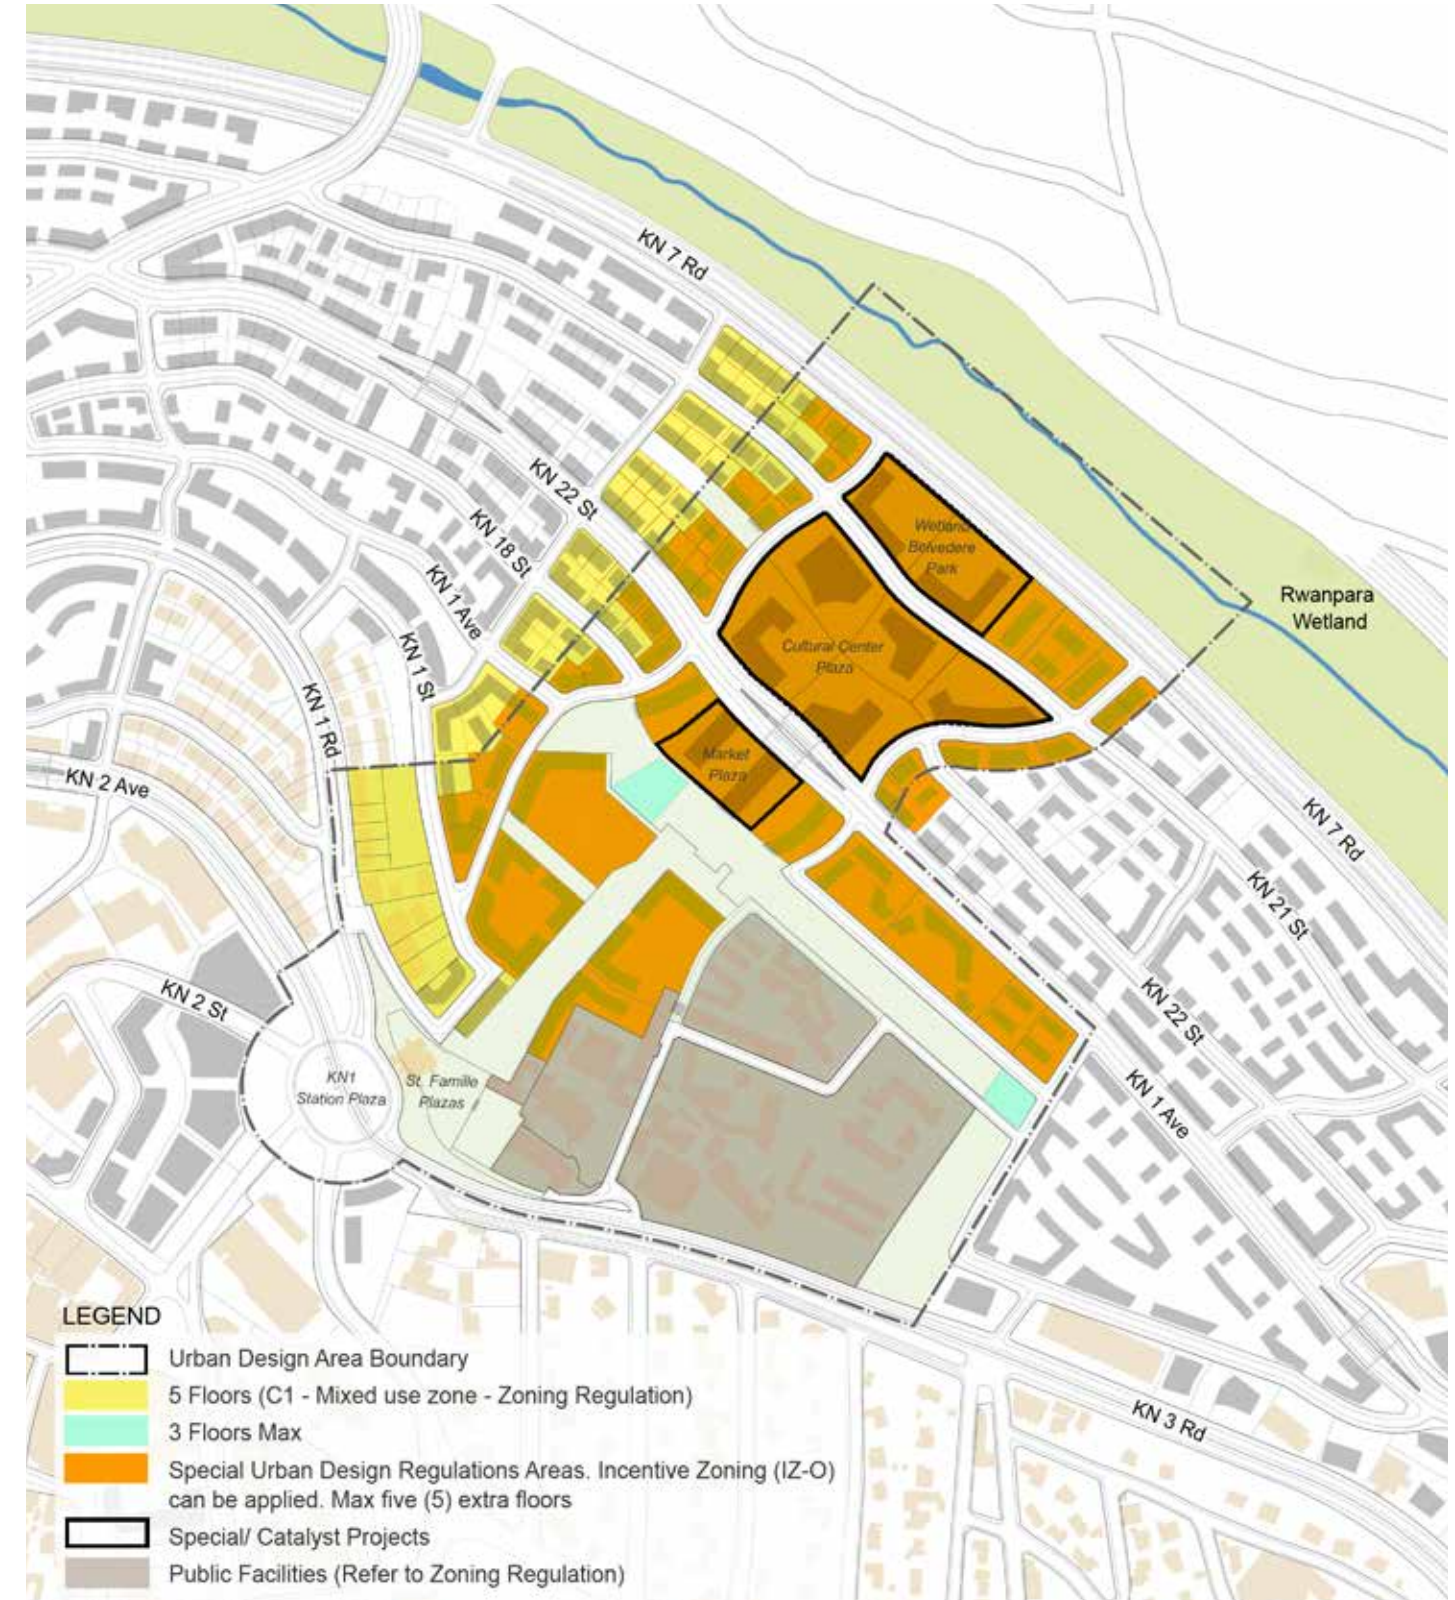 KN 7 Rd
KN 22 St
KN 18 St
KN 1 Ave
KN 1 St
KN 1 Rd
KN 2 Ave
KN 2 St
Wetland
Belvedere
Park
Cultural Center
Plaza
Market
Plaza
Rwanpara
Wetland
KN 7 Rd
KN 21 St
KN 22 St
KN 1 Ave
KN1
Station Plaza
St. Famille
Plazas
KN 3 Rd
LEGEND
Urban Design Area Boundary
5 Floors (C1 - Mixed use zone - Zoning Regulation)
3 Floors Max
Special Urban Design Regulations Areas. Incentive Zoning (IZ-O)
can be applied. Max five (5) extra floors
Special/ Catalyst Projects
Public Facilities (Refer to Zoning Regulation)